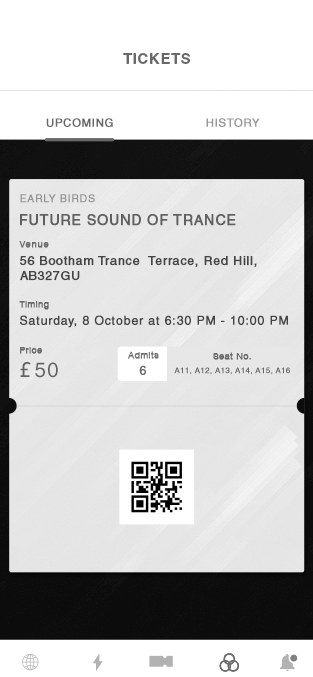 TICKETS
UPCOMING HISTORY
EARLY BIRDS
FUTURE SOUND OF TRANCE
Venue
56 Bootham Trance Terrace, Red Hill,
AB327GU
Timing
Saturday, 8 October at 6:30 PM - 10:00 PM
Price Admits Seat No.
£50 6 A11, A12, A13, A14, A15, A16